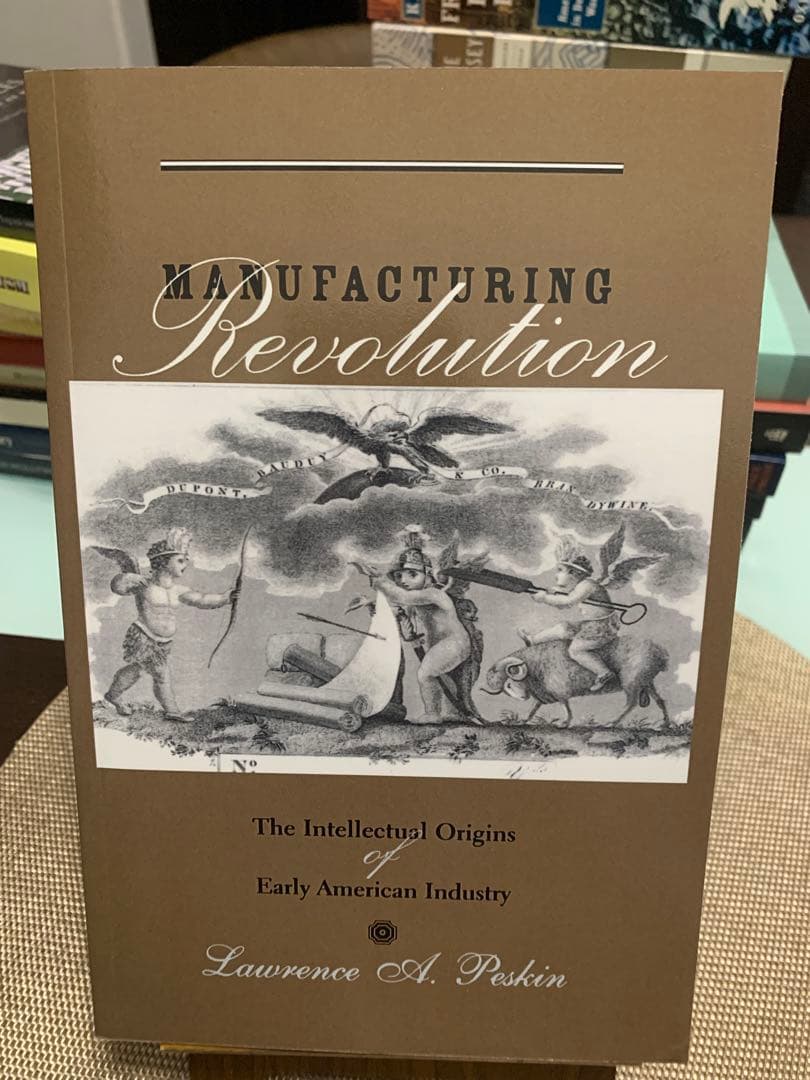 MANUFACTURING
Revolution
DUPONT, BAUDUY & CO. BRANDYWINE.
No
The Intellectual Origins
of
Early American Industry
Lawrence A. Peskin